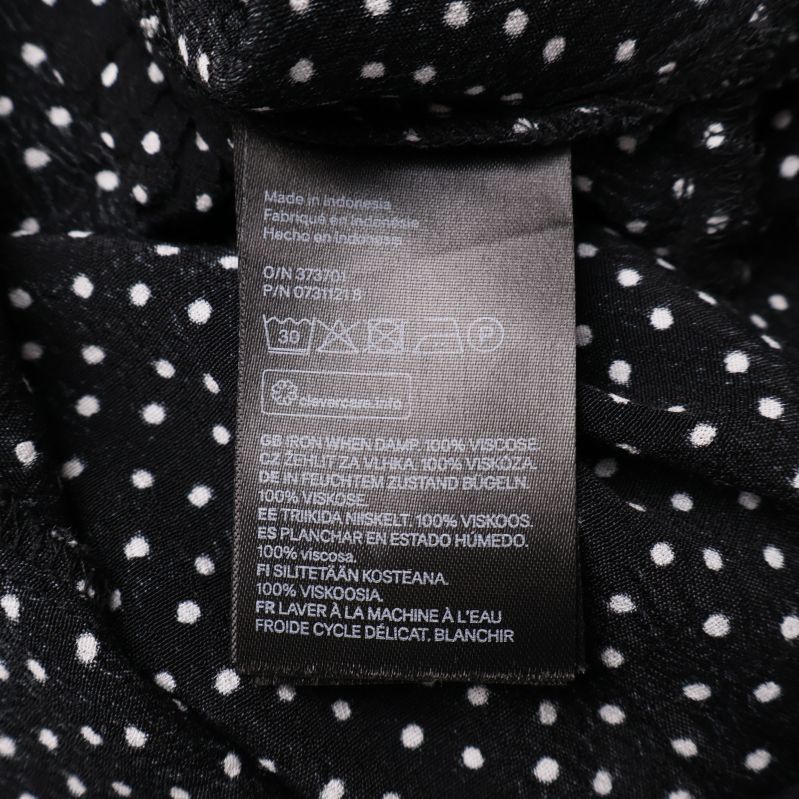 Made in Indonesia
Fabriqué en Indonésie
Hecho en Indonesia
O/N 373701
P/N 0731121 8
30 P
clevercare.info
GB IRON WHEN DAMP. 100% VISCOSE.
CZ ŽEHLIT ZA VLHKA. 100% VISKÓZA.
DE IN FEUCHTEM ZUSTAND BÜGELN.
100% VISKOSE.
EE TRIIKIDA NIISKELT. 100% VISKOOS.
ES PLANCHAR EN ESTADO HÚMEDO.
100% viscosa.
FI SILITETÄÄN KOSTEANA.
100% VISKOOSIA.
FR LAVER À LA MACHINE À L'EAU
FROIDE CYCLE DÉLICAT. BLANCHIR